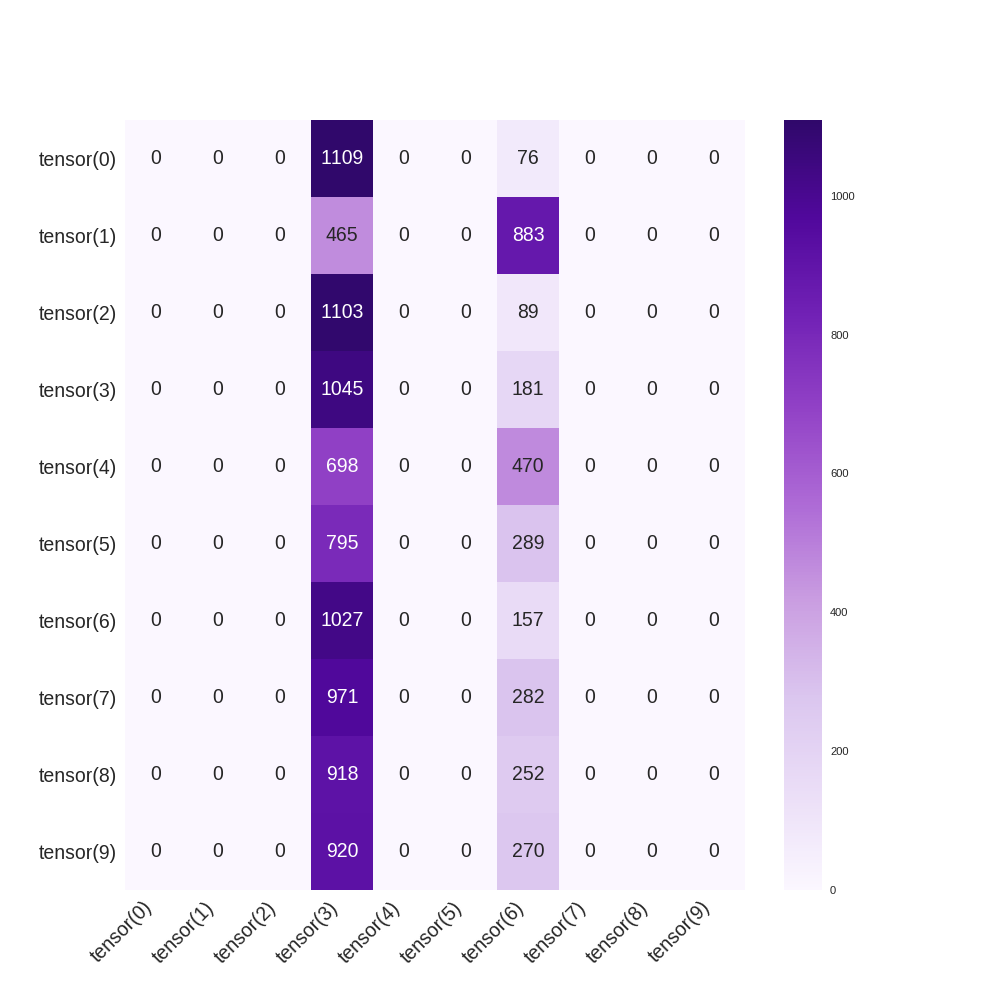 tensor(0) 0 0 0 1109 0 0 76 0 0 0
1000
tensor(1) 0 0 0 465 0 0 883 0 0 0
tensor(2) 0 0 0 1103 0 0 89 0 0 0
800
tensor(3) 0 0 0 1045 0 0 181 0 0 0
tensor(4) 0 0 0 698 0 0 470 0 0 0
600
tensor(5) 0 0 0 795 0 0 289 0 0 0
400
tensor(6) 0 0 0 1027 0 0 157 0 0 0
tensor(7) 0 0 0 971 0 0 282 0 0 0
200
tensor(8) 0 0 0 918 0 0 252 0 0 0
tensor(9) 0 0 0 920 0 0 270 0 0 0
0
tensor(0) tensor(1) tensor(2) tensor(3) tensor(4) tensor(5) tensor(6) tensor(7) tensor(8) tensor(9)